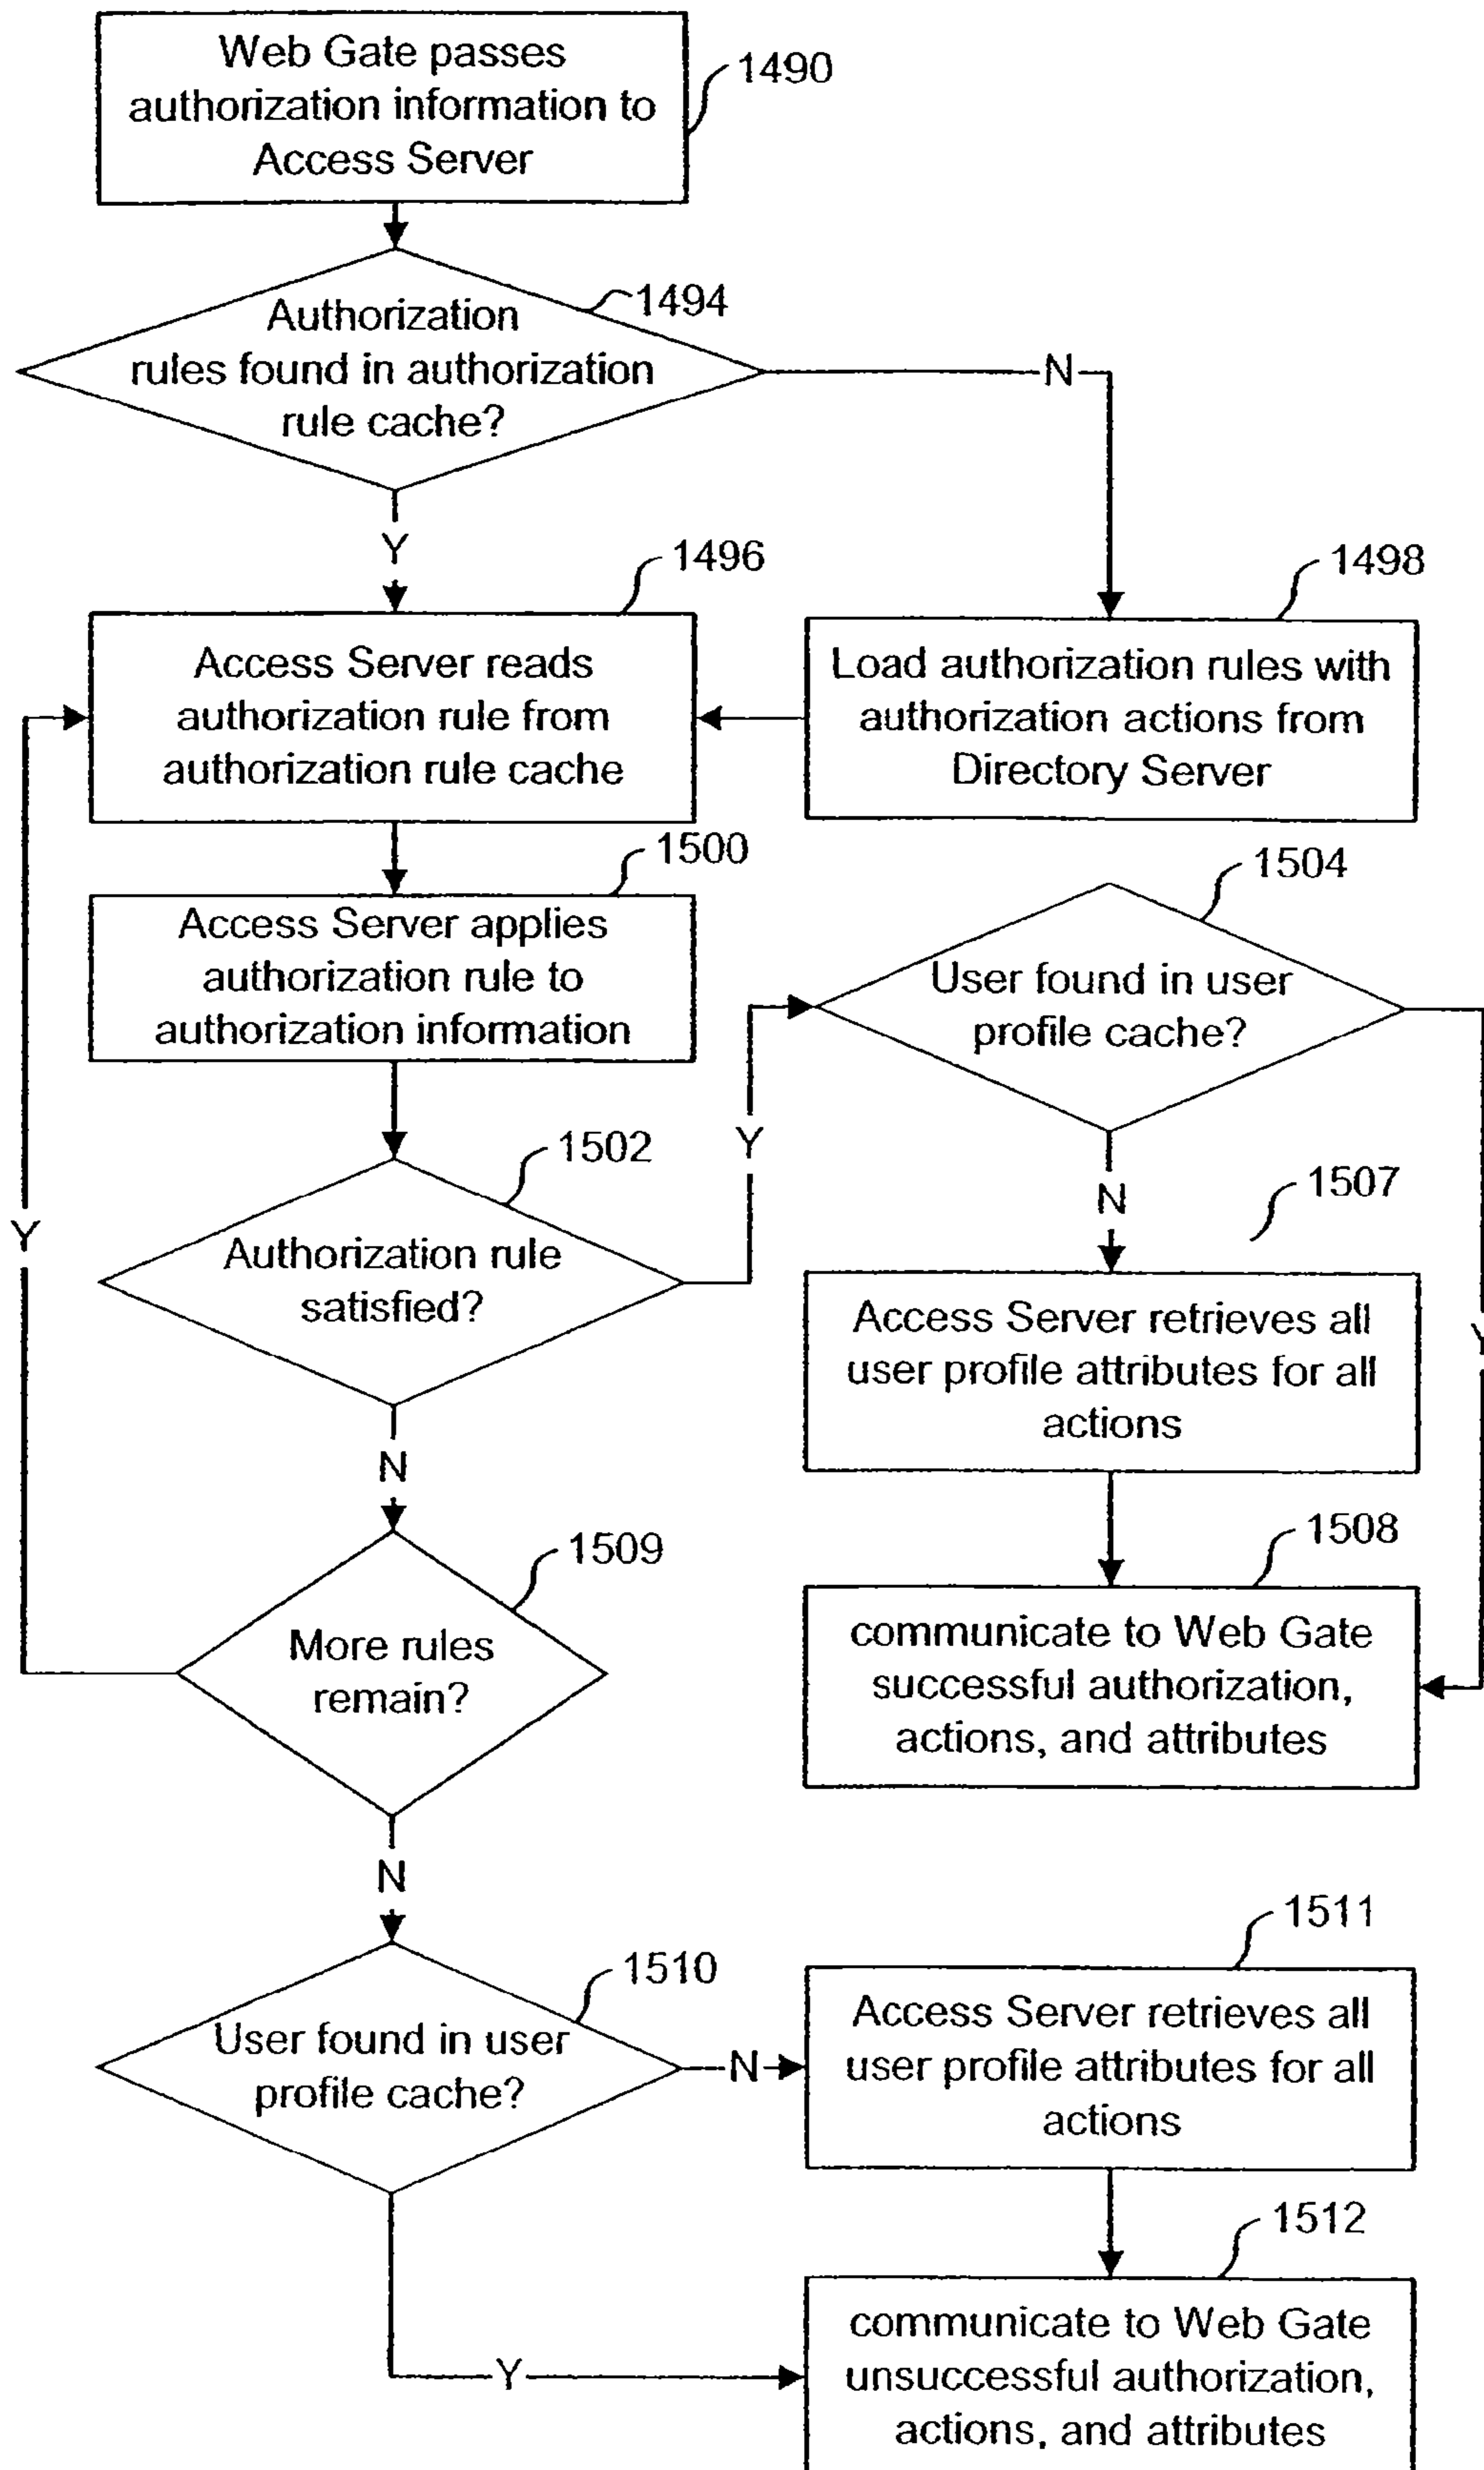 Web Gate passes
authorization information to
Access Server
1490
Authorization
rules found in authorization
rule cache?
1494
N
Y
1496
1498
Access Server reads
authorization rule from
authorization rule cache
Load authorization rules with
authorization actions from
Directory Server
1500
1504
Access Server applies
authorization rule to
authorization information
User found in user
profile cache?
Y
1502
N
1507
Y
Authorization rule
satisfied?
Access Server retrieves all
user profile attributes for all
actions
Y
N
1509
1508
More rules
remain?
communicate to Web Gate
successful authorization,
actions, and attributes
N
1510
1511
User found in user
profile cache?
N
Access Server retrieves all
user profile attributes for all
actions
1512
Y
communicate to Web Gate
unsuccessful authorization,
actions, and attributes